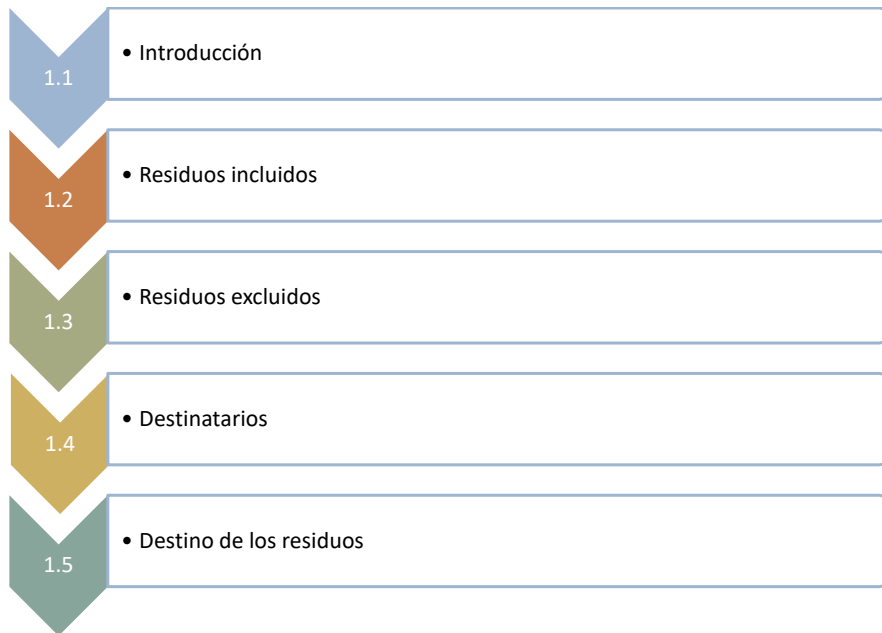 1.1
• Introducción
1.2
• Residuos incluidos
1.3
• Residuos excluidos
1.4
• Destinatarios
1.5
• Destino de los residuos